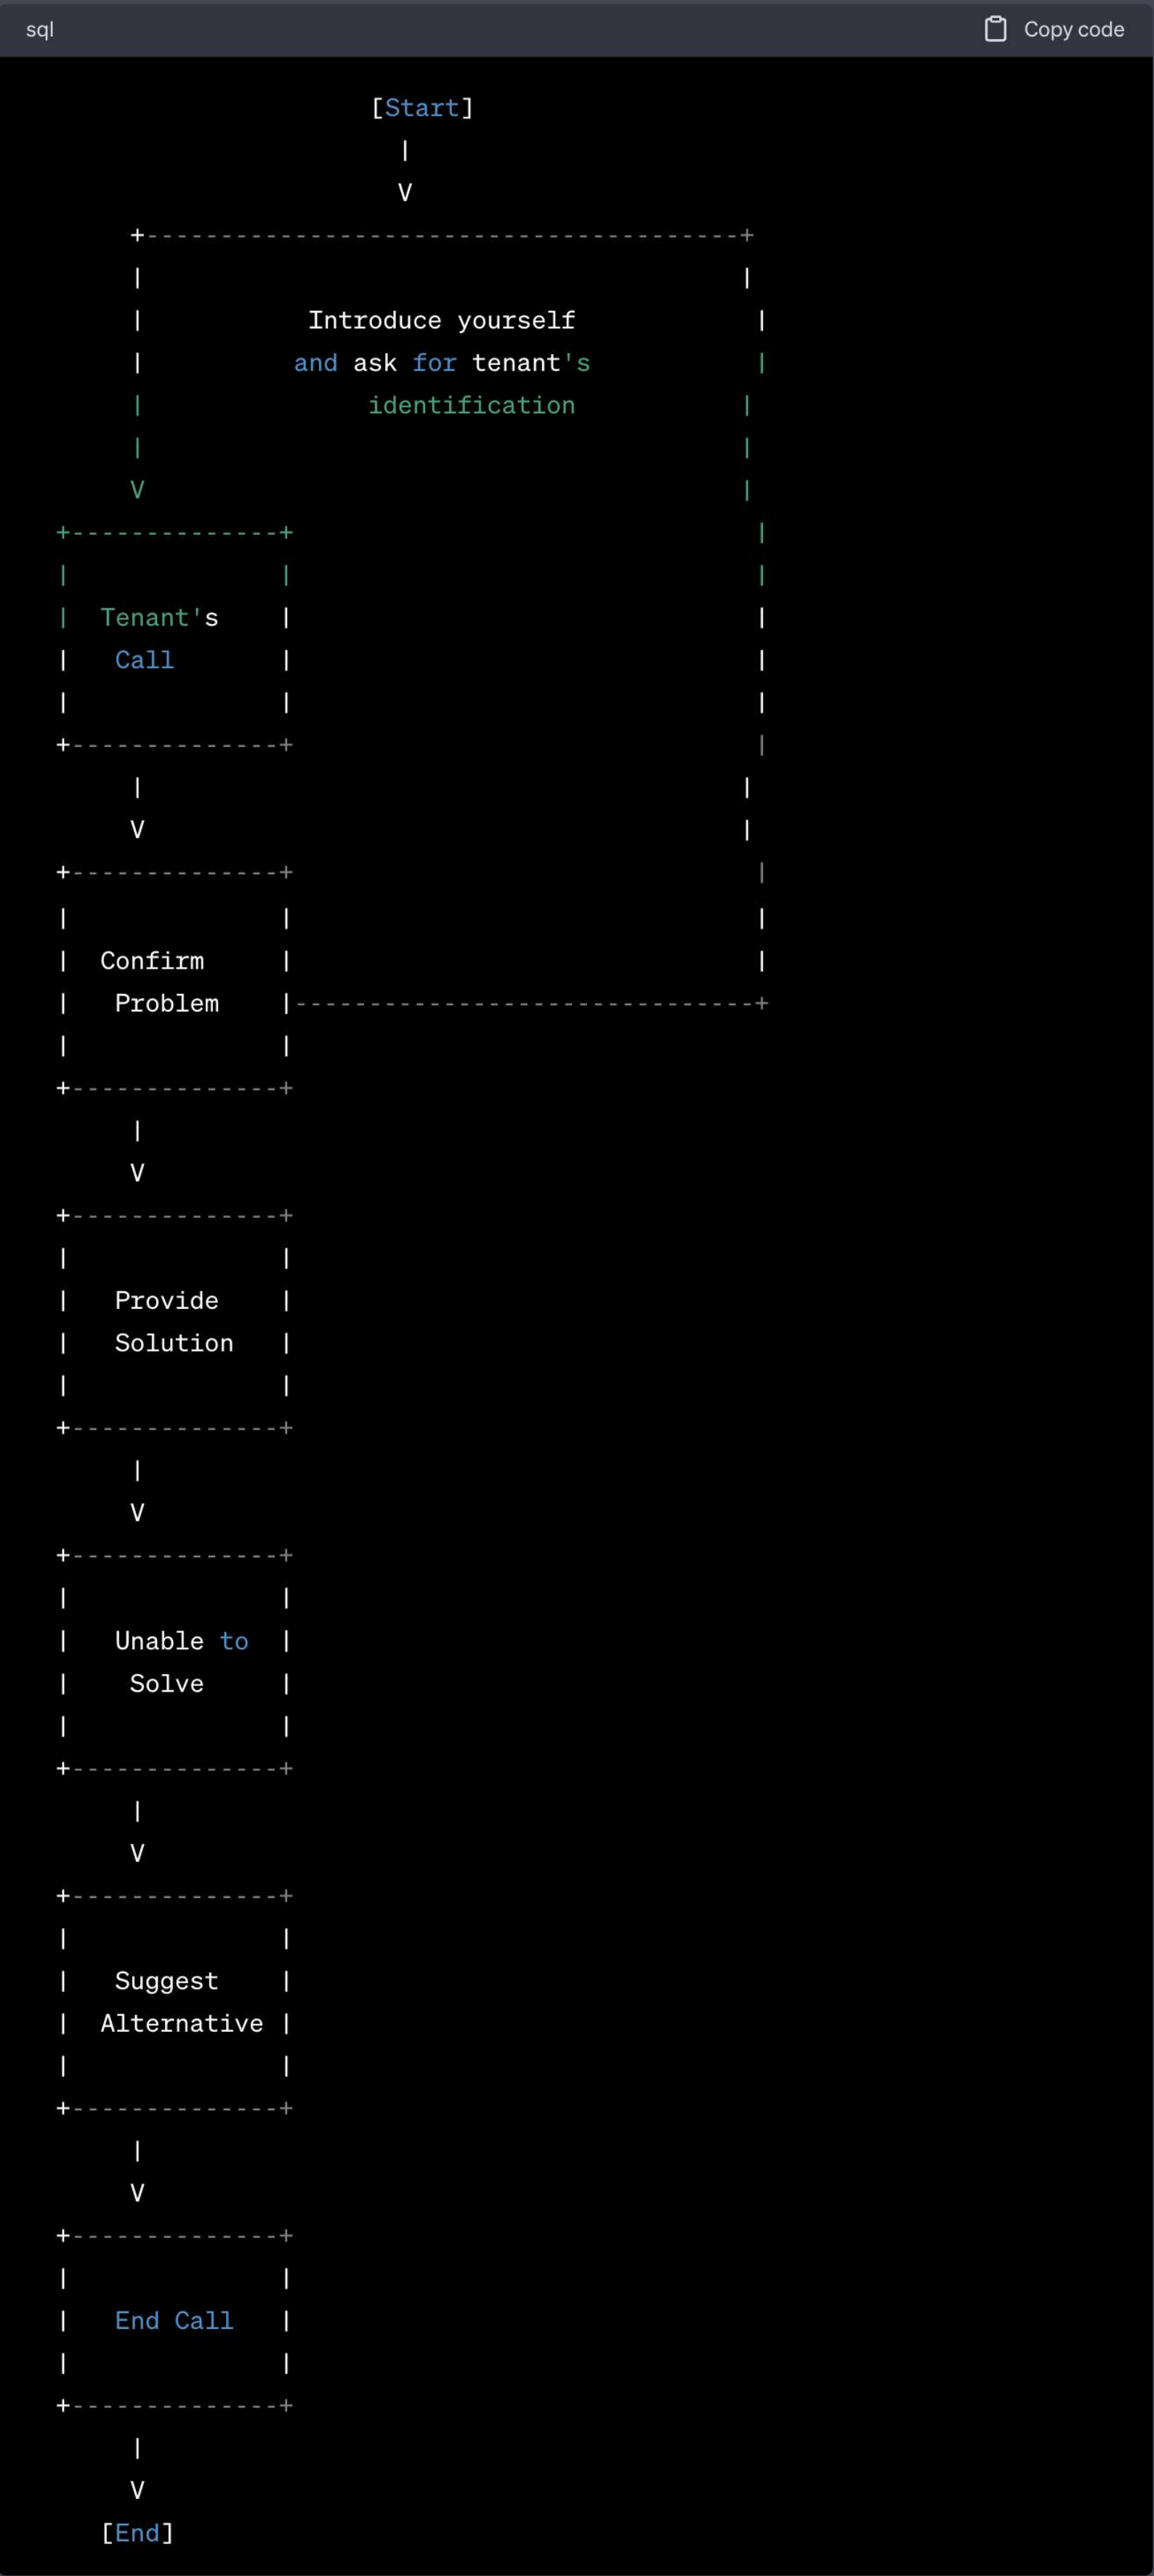 sql Copy code
[Start]
|
V
+----------------------------------------+
| |
| Introduce yourself |
| and ask for tenant's |
| identification |
| |
V |
+--------------+ |
| | |
| Tenant's | |
| Call | |
| | |
+--------------+ |
| |
V |
+--------------+ |
| | |
| Confirm | |
| Problem |-------------------------------+
| |
+--------------+
|
V
+--------------+
| |
| Provide |
| Solution |
| |
+--------------+
|
V
+--------------+
| |
| Unable to |
| Solve |
| |
+--------------+
|
V
+--------------+
| |
| Suggest |
| Alternative |
| |
+--------------+
|
V
+--------------+
| |
| End Call |
| |
+--------------+
|
V
[End]